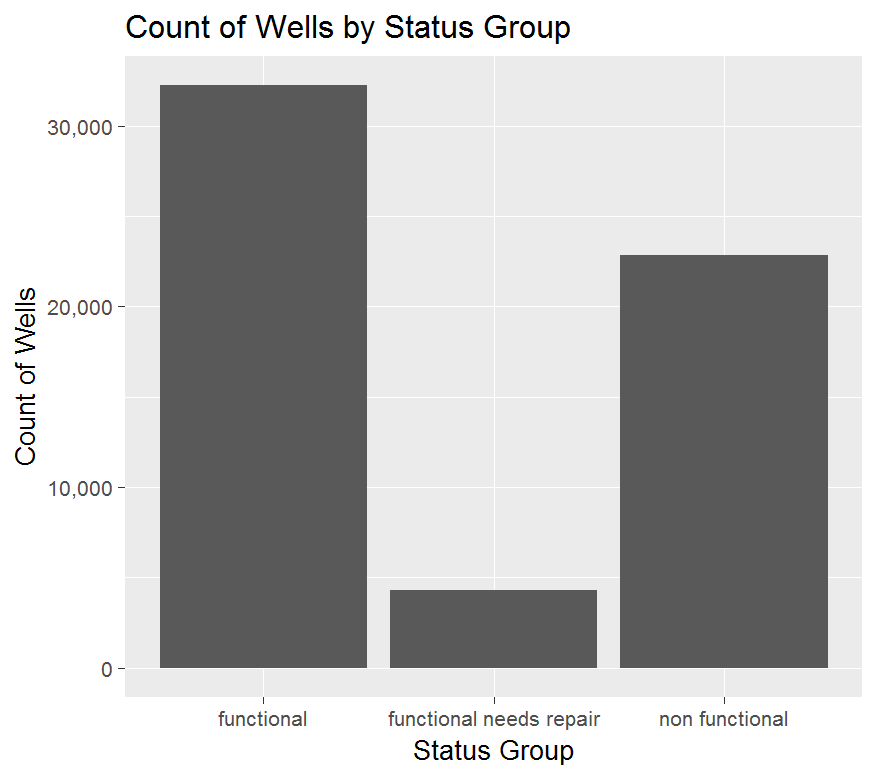 Count of Wells by Status Group
Count of Wells
30,000
20,000
10,000
0
functional
functional needs repair
non functional
Status Group